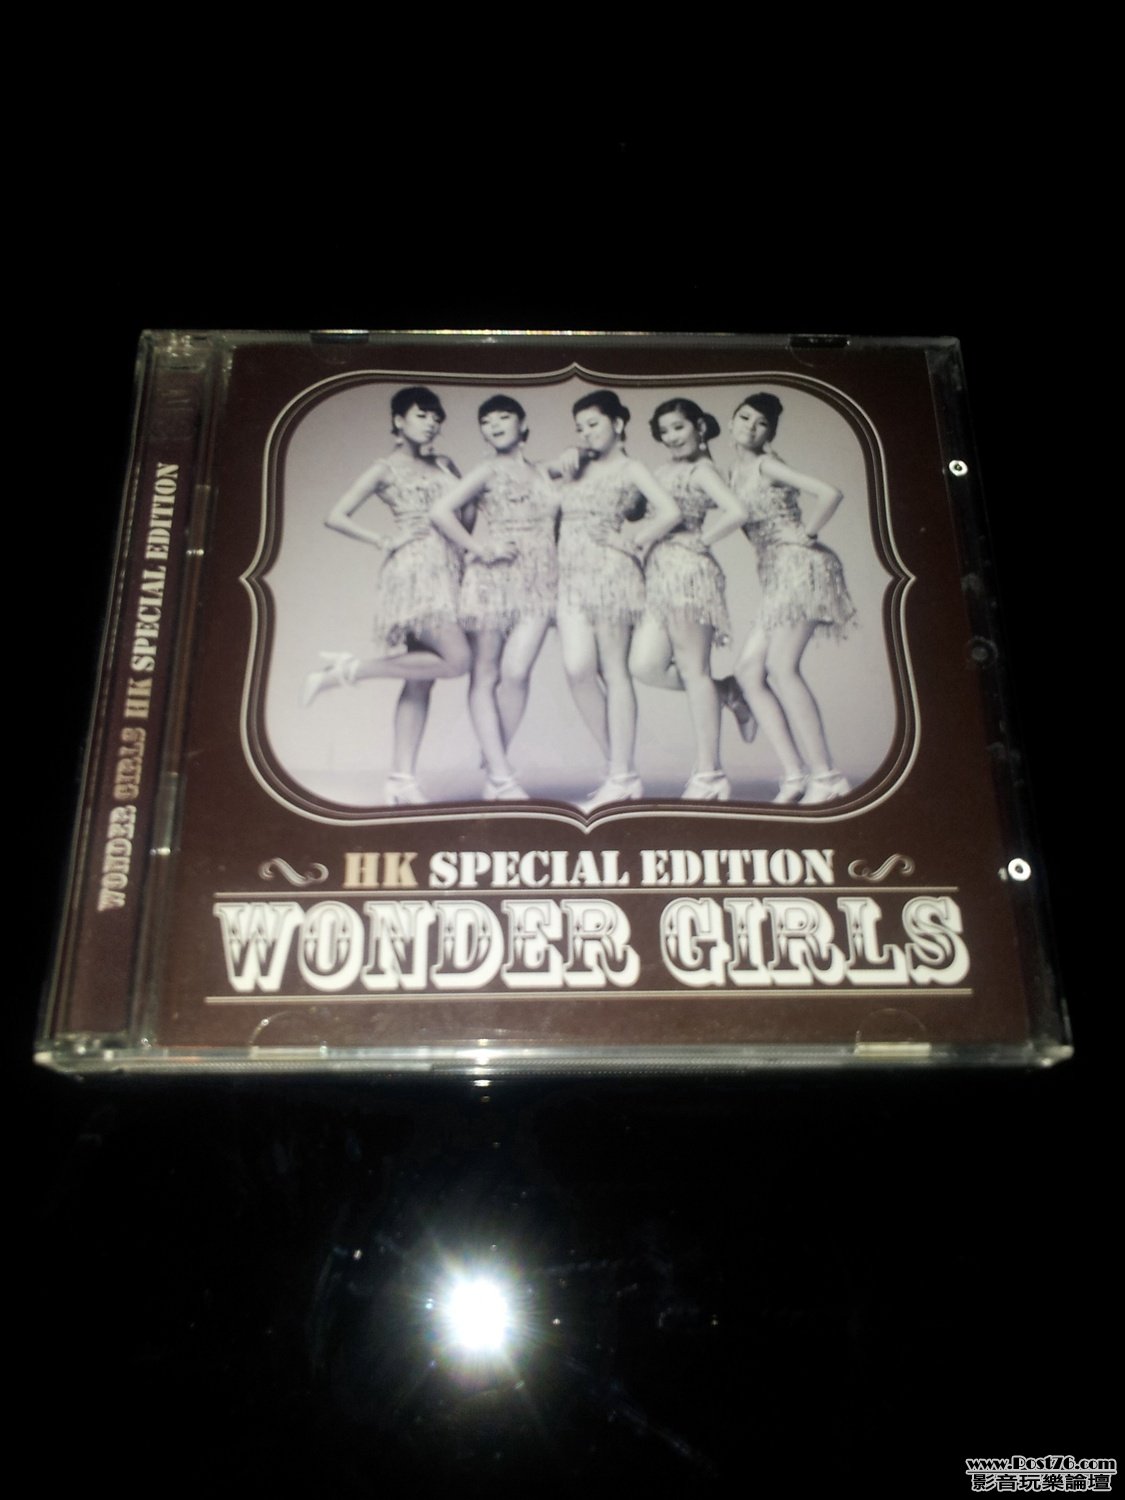 WONDER GIRLS HK SPECIAL EDITION
HK SPECIAL EDITION
WONDER GIRLS
www.Post76.com
影音玩樂論壇